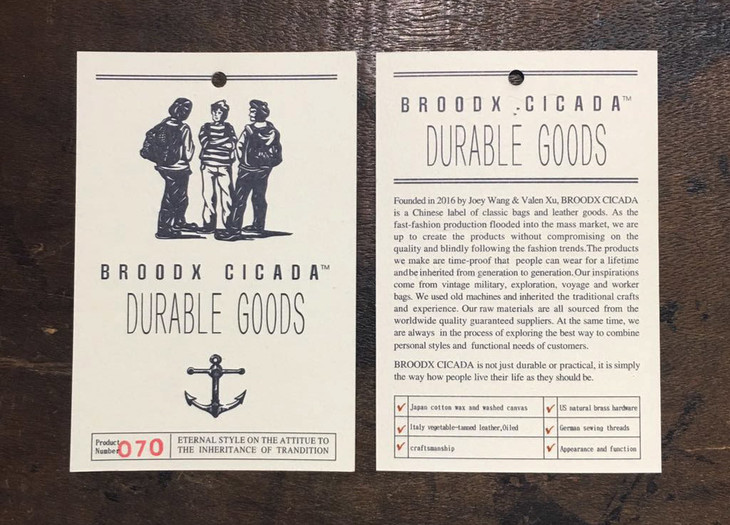 BROODX CICADA™
DURABLE GOODS
Product
Number 070
ETERNAL STYLE ON THE ATTITUE TO
THE INHERITANCE OF TRANDITION
BROODX CICADA™
DURABLE GOODS
Founded in 2016 by Joey Wang & Valen Xu, BROODX CICADA
is a Chinese label of classic bags and leather goods. As the
fast-fashion production flooded into the mass market, we are
up to create the products without compromising on the
quality and blindly following the fashion trends.The products
we make are time-proof that people can wear for a lifetime
and be inherited from generation to generation. Our inspirations
come from vintage military, exploration, voyage and worker
bags. We used old machines and inherited the traditional crafts
and experience. Our raw materials are all sourced from the
worldwide quality guaranteed suppliers. At the same time, we
are always in the process of exploring the best way to combine
personal styles and functional needs of customers.
BROODX CICADA is not just durable or practical, it is simply
the way how people live their life as they should be.
✓ Japan cotton wax and washed canvas ✓ US natural brass hardware
✓ Italy vegetable-tanned leather,Oiled ✓ German sewing threads
✓ craftsmanship ✓ Appearance and function